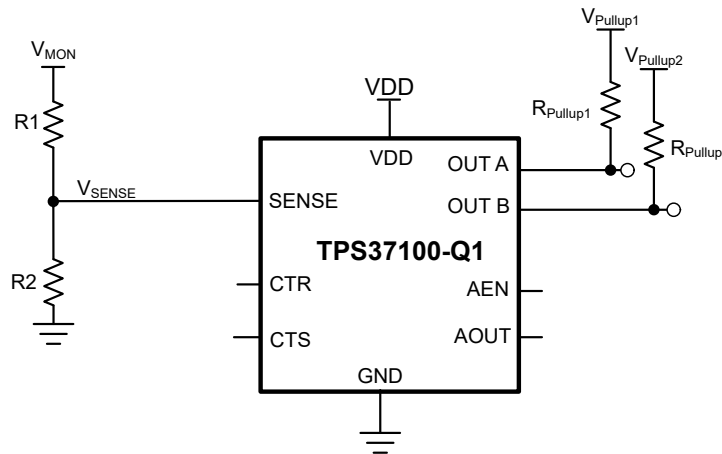 VPullup1
VMON
VPullup2
VDD
R1
RPullup1
RPullup
VDD
OUT A
VSENSE
SENSE
OUT B
TPS37100-Q1
R2
CTR
AEN
CTS
AOUT
GND